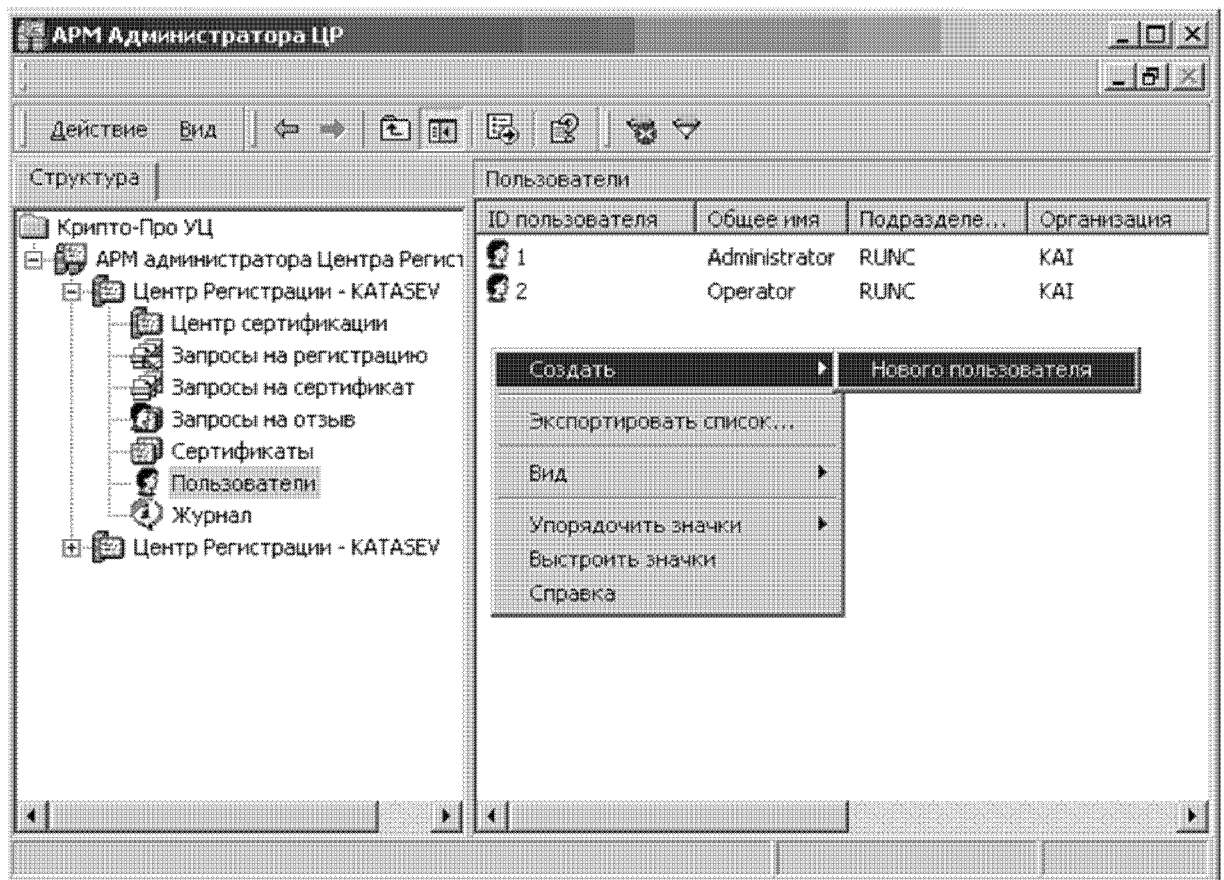 АРМ Администратора ЦР
Действие Вид
Структура
Пользователи
Крипто-Про УЦ
АРМ администратора Центра Регист
Центр Регистрации - KATASEV
Центр сертификации
Запросы на регистрацию
Запросы на сертификат
Запросы на отзыв
Сертификаты
Пользователи
Журнал
Центр Регистрации - KATASEV
ID пользователя Общее имя Подразделе... Организация
1 Administrator RUNC KAI
2 Operator RUNC KAI
Создать
Нового пользователя
Экспортировать список...
Вид
Упорядочить значки
Выстроить значки
Справка